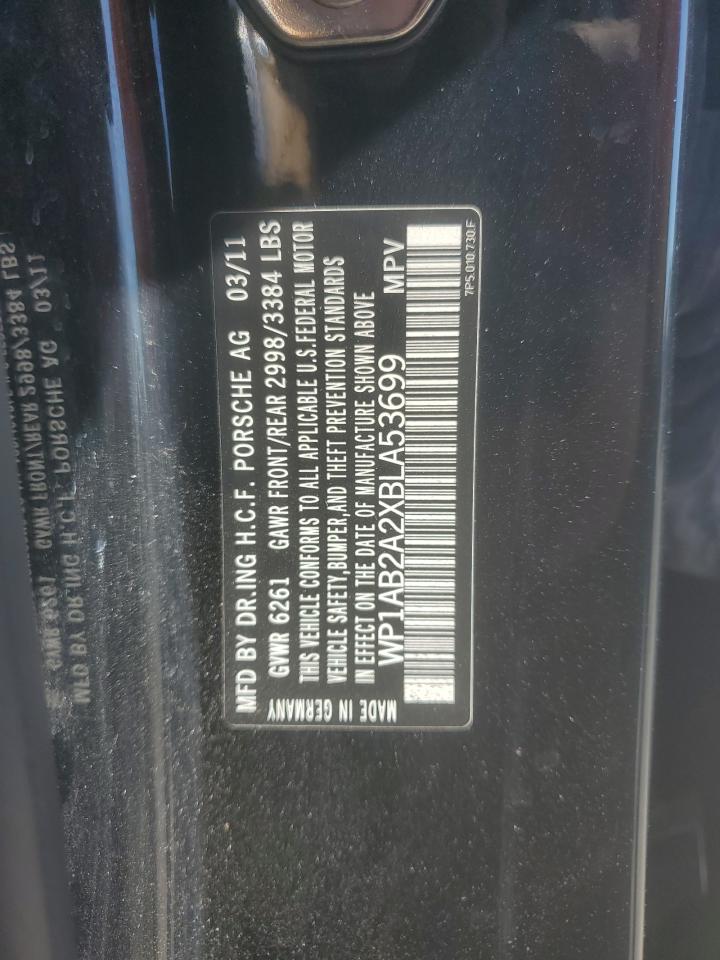 MFD BY DR.ING H.C.F. PORSCHE AG 03/11
GVWR 6261 GAWR FRONT/REAR 2998/3384 LBS
THIS VEHICLE CONFORMS TO ALL APPLICABLE U.S.FEDERAL MOTOR
VEHICLE SAFETY,BUMPER,AND THEFT PREVENTION STANDARDS
IN EFFECT ON THE DATE OF MANUFACTURE SHOWN ABOVE
WP1AB2A2XBLA53699 MPV
MADE IN GERMANY
7P5.010.730.F